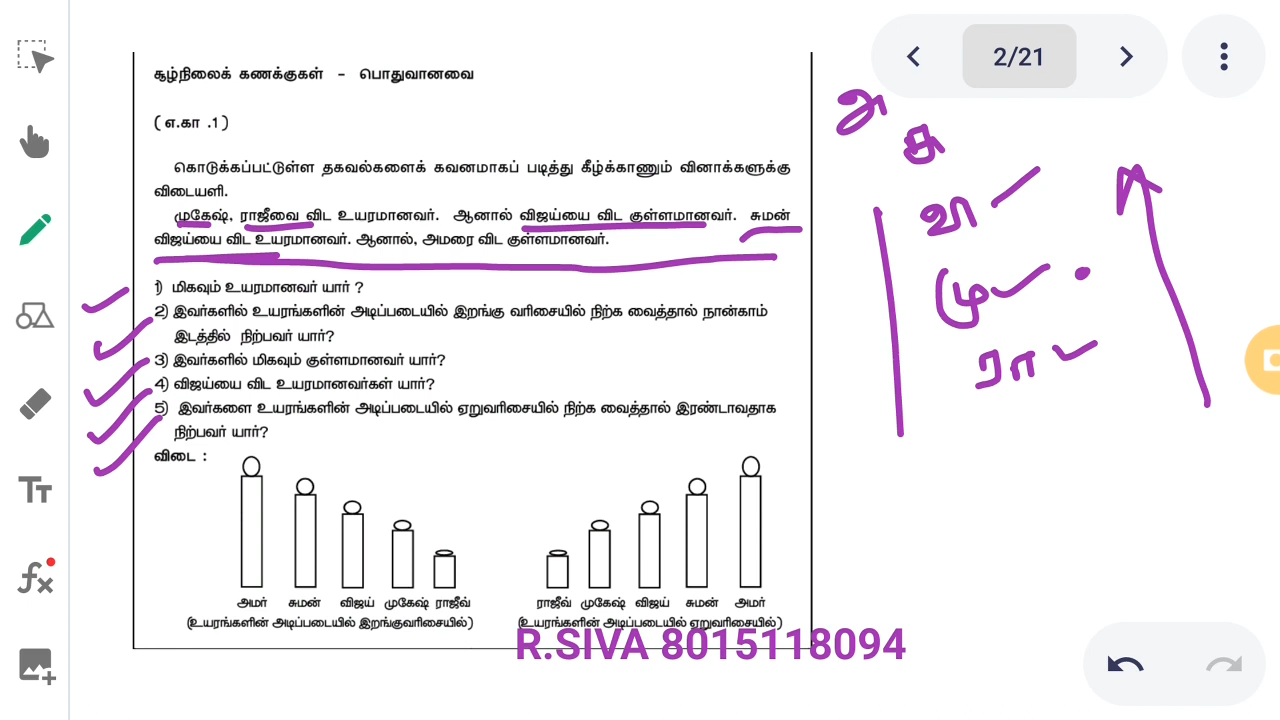 2/21
சூழ்நிலைக் கணக்குகள் - பொதுவானவை
( எ.கா .1)
கொடுக்கப்பட்டுள்ள தகவல்களைக் கவனமாகப் படித்து கீழ்க்காணும் வினாக்களுக்கு
விடையளி.
முகேஷ், ராஜீவை விட உயரமானவர். ஆனால் விஜய்யை விட குள்ளமானவர். சுமன்
விஜய்யை விட உயரமானவர். ஆனால், அமரை விட குள்ளமானவர்.
1) மிகவும் உயரமானவர் யார் ?
2) இவர்களில் உயரங்களின் அடிப்படையில் இறங்கு வரிசையில் நிற்க வைத்தால் நான்காம்
இடத்தில் நிற்பவர் யார்?
3) இவர்களில் மிகவும் குள்ளமானவர் யார்?
4) விஜய்யை விட உயரமானவர்கள் யார்?
5) இவர்களை உயரங்களின் அடிப்படையில் ஏறுவரிசையில் நிற்க வைத்தால் இரண்டாவதாக
நிற்பவர் யார்?
விடை :
அமர் சுமன் விஜய் முகேஷ் ராஜீவ்
(உயரங்களின் அடிப்படையில் இறங்குவரிசையில்)
ராஜீவ் முகேஷ் விஜய் சுமன் அமர்
(உயரங்களின் அடிப்படையில் ஏறுவரிசையில்)
அ
சு
வி
மு
ரா
TT
fx
R.SIVA 8015118094